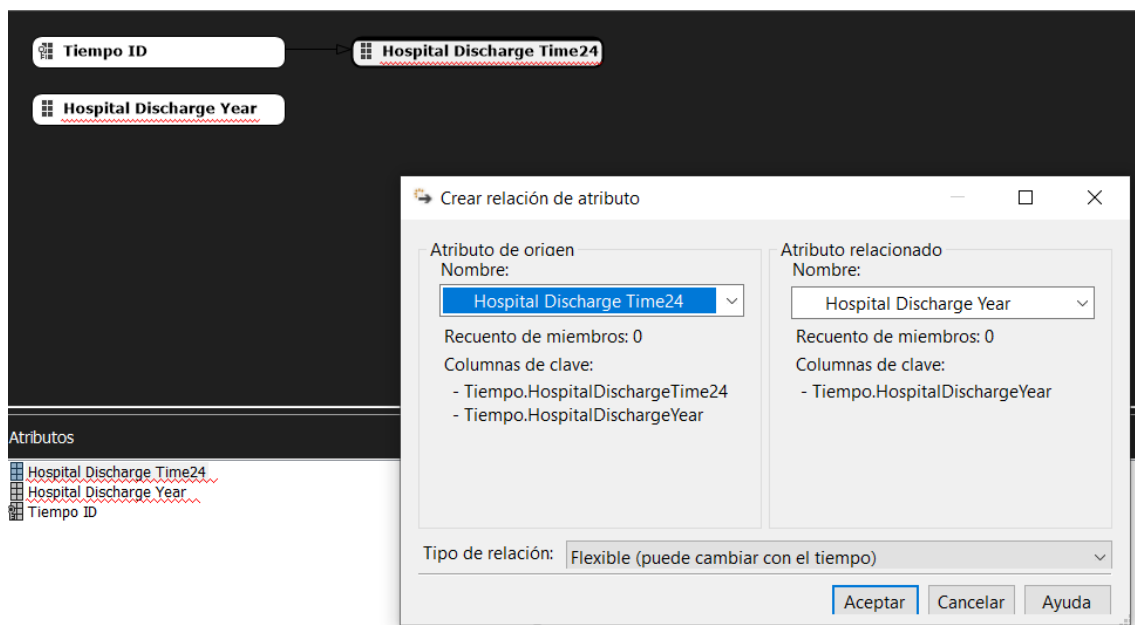 Tiempo ID
Hospital Discharge Time24
Hospital Discharge Year
Crear relación de atributo
Atributo de origen
Nombre:
Hospital Discharge Time24
Recuento de miembros: 0
Columnas de clave:
- Tiempo.HospitalDischargeTime24
- Tiempo.HospitalDischargeYear
Atributo relacionado
Nombre:
Hospital Discharge Year
Recuento de miembros: 0
Columnas de clave:
- Tiempo.HospitalDischargeYear
Atributos
Hospital Discharge Time24
Hospital Discharge Year
Tiempo ID
Tipo de relación: Flexible (puede cambiar con el tiempo)
Aceptar Cancelar Ayuda